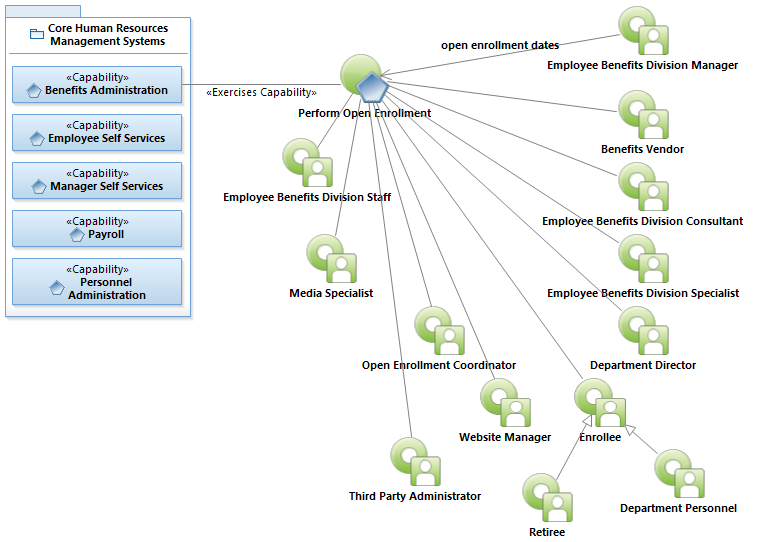 Core Human Resources
Management Systems
«Capability»
Benefits Administration
«Capability»
Employee Self Services
«Capability»
Manager Self Services
«Capability»
Payroll
«Capability»
Personnel
Administration
«Exercises Capability»
Perform Open Enrollment
open enrollment dates
Employee Benefits Division Manager
Benefits Vendor
Employee Benefits Division Staff
Employee Benefits Division Consultant
Media Specialist
Employee Benefits Division Specialist
Open Enrollment Coordinator
Department Director
Website Manager
Enrollee
Third Party Administrator
Department Personnel
Retiree